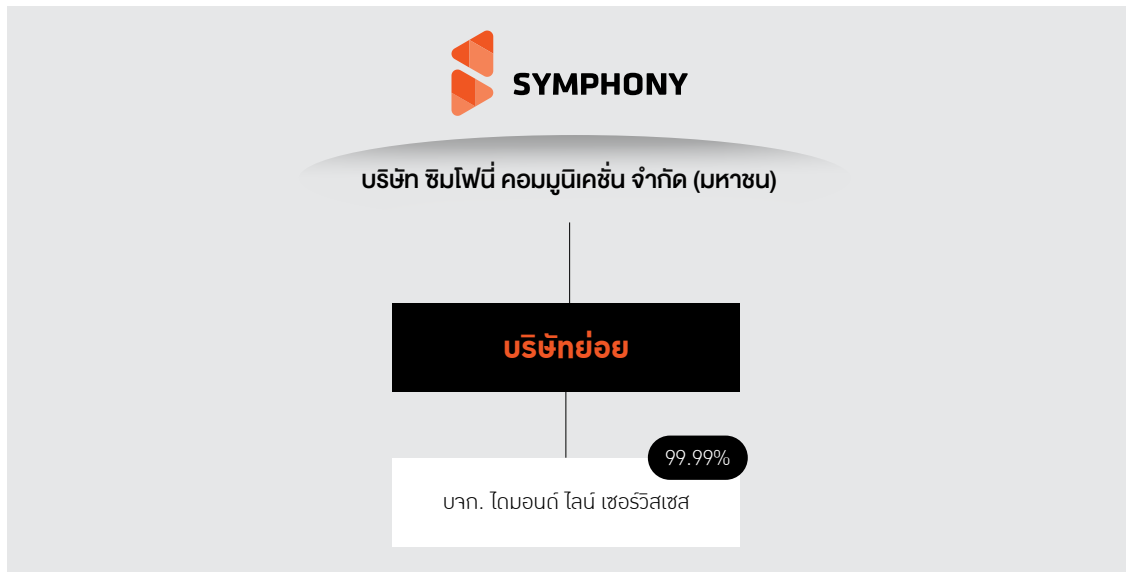 SYMPHONY
บริษัท ซิมโฟนี่ คอมมูนิเคชั่น จำกัด (มหาชน)
บริษัทย่อย
99.99%
บจก. ไดมอนด์ ไลน์ เซอร์วิสเซส